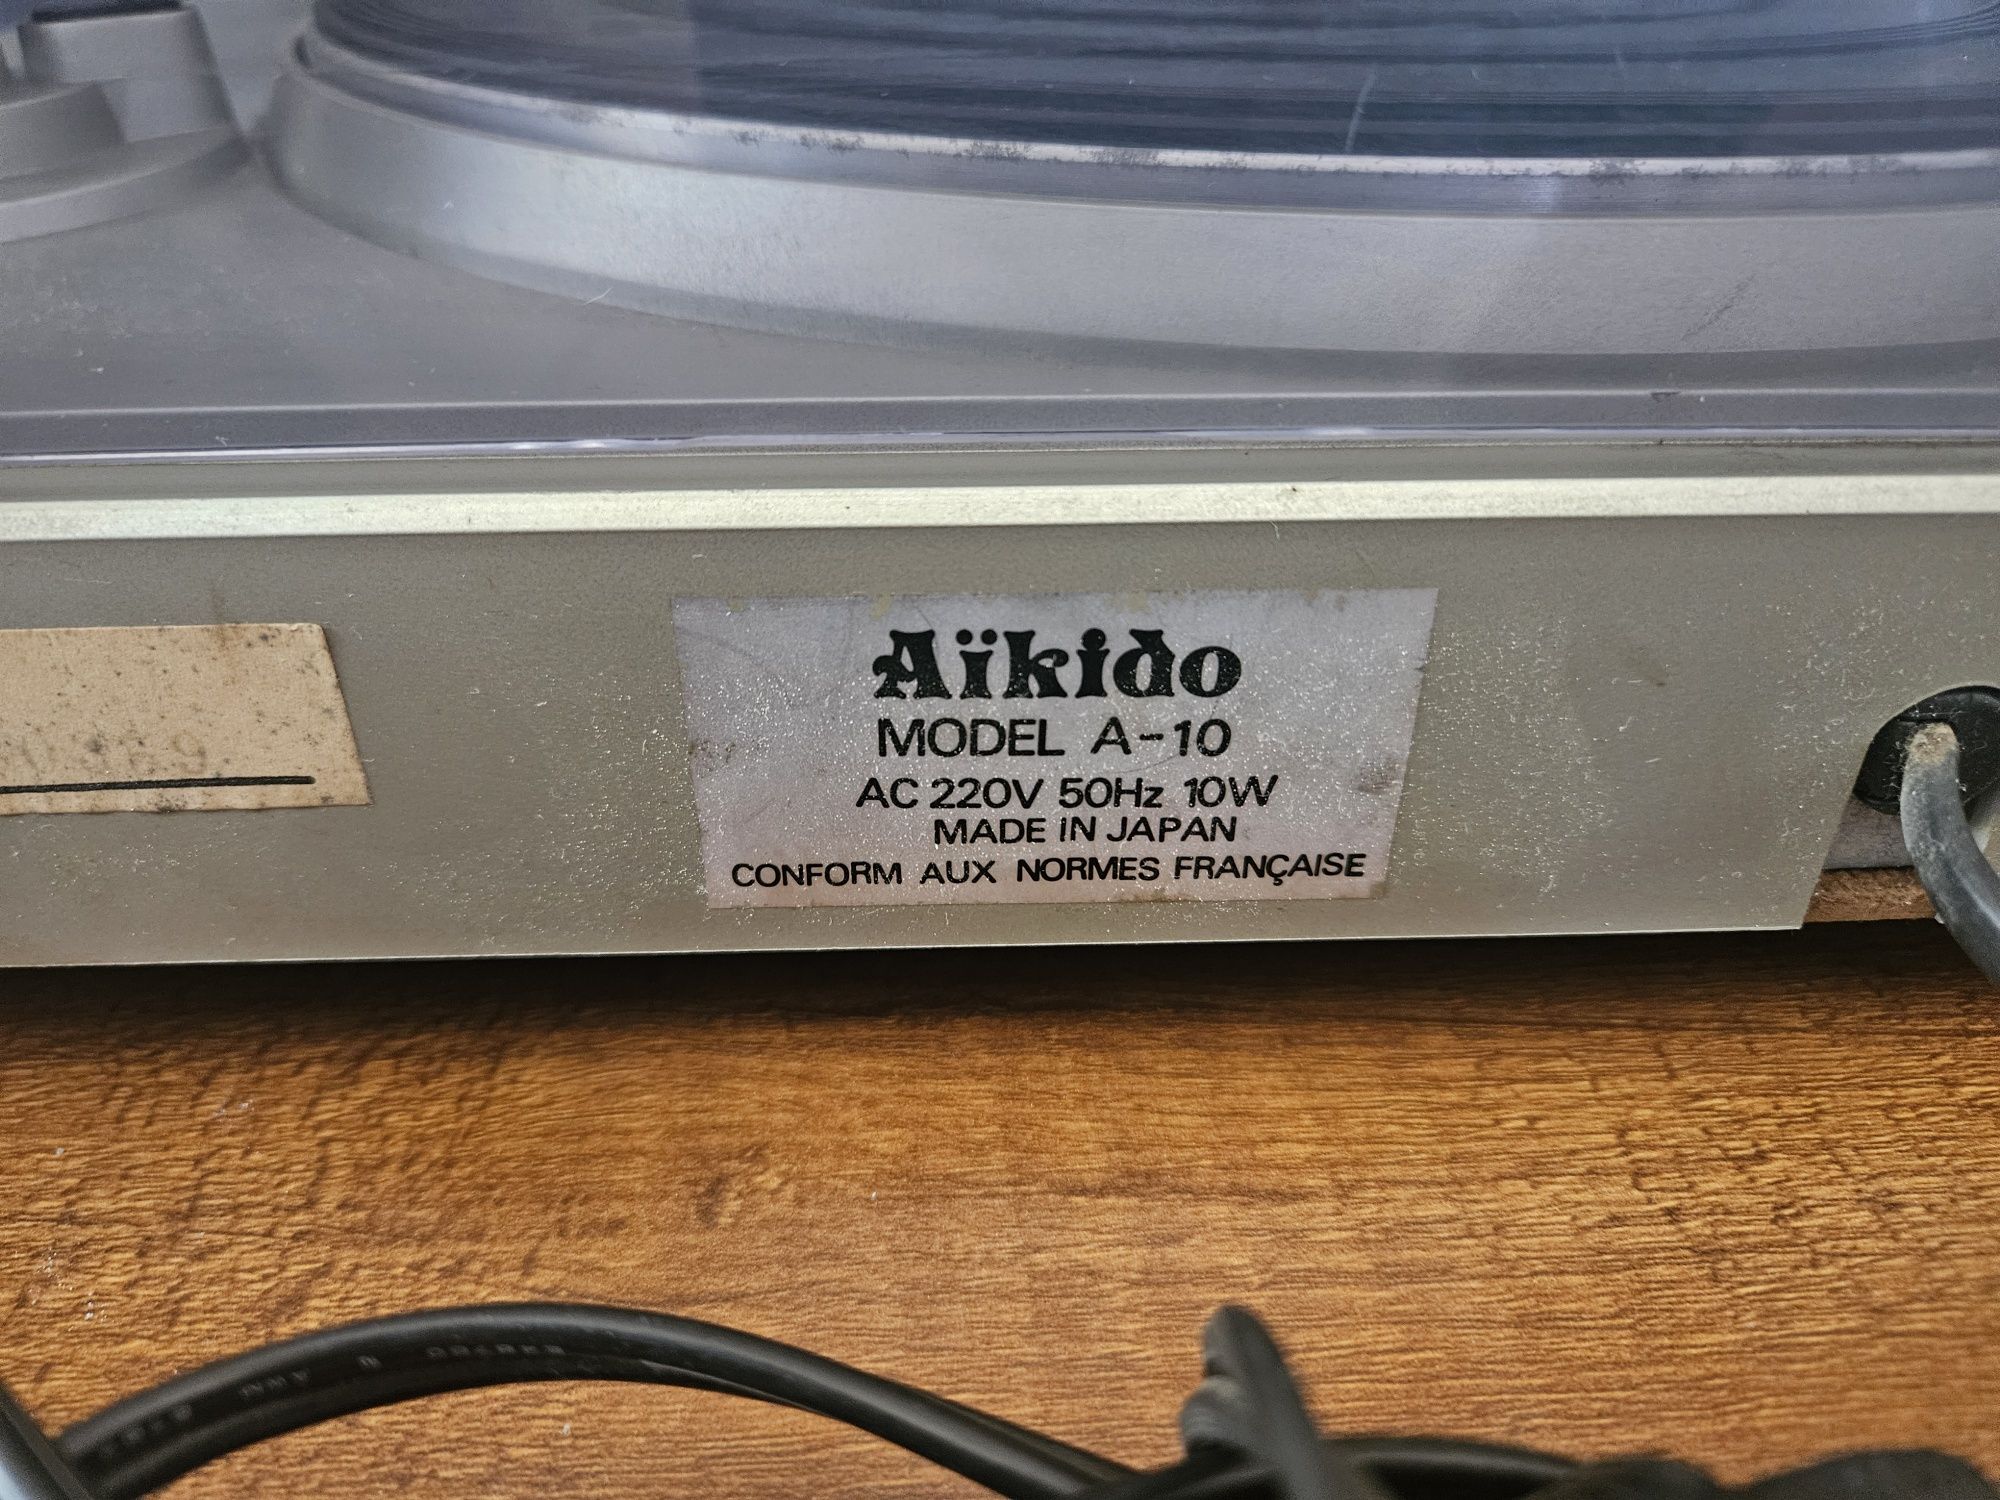 Aïkido
MODEL A-10
AC 220V 50Hz 10W
MADE IN JAPAN
CONFORM AUX NORMES FRANÇAISE